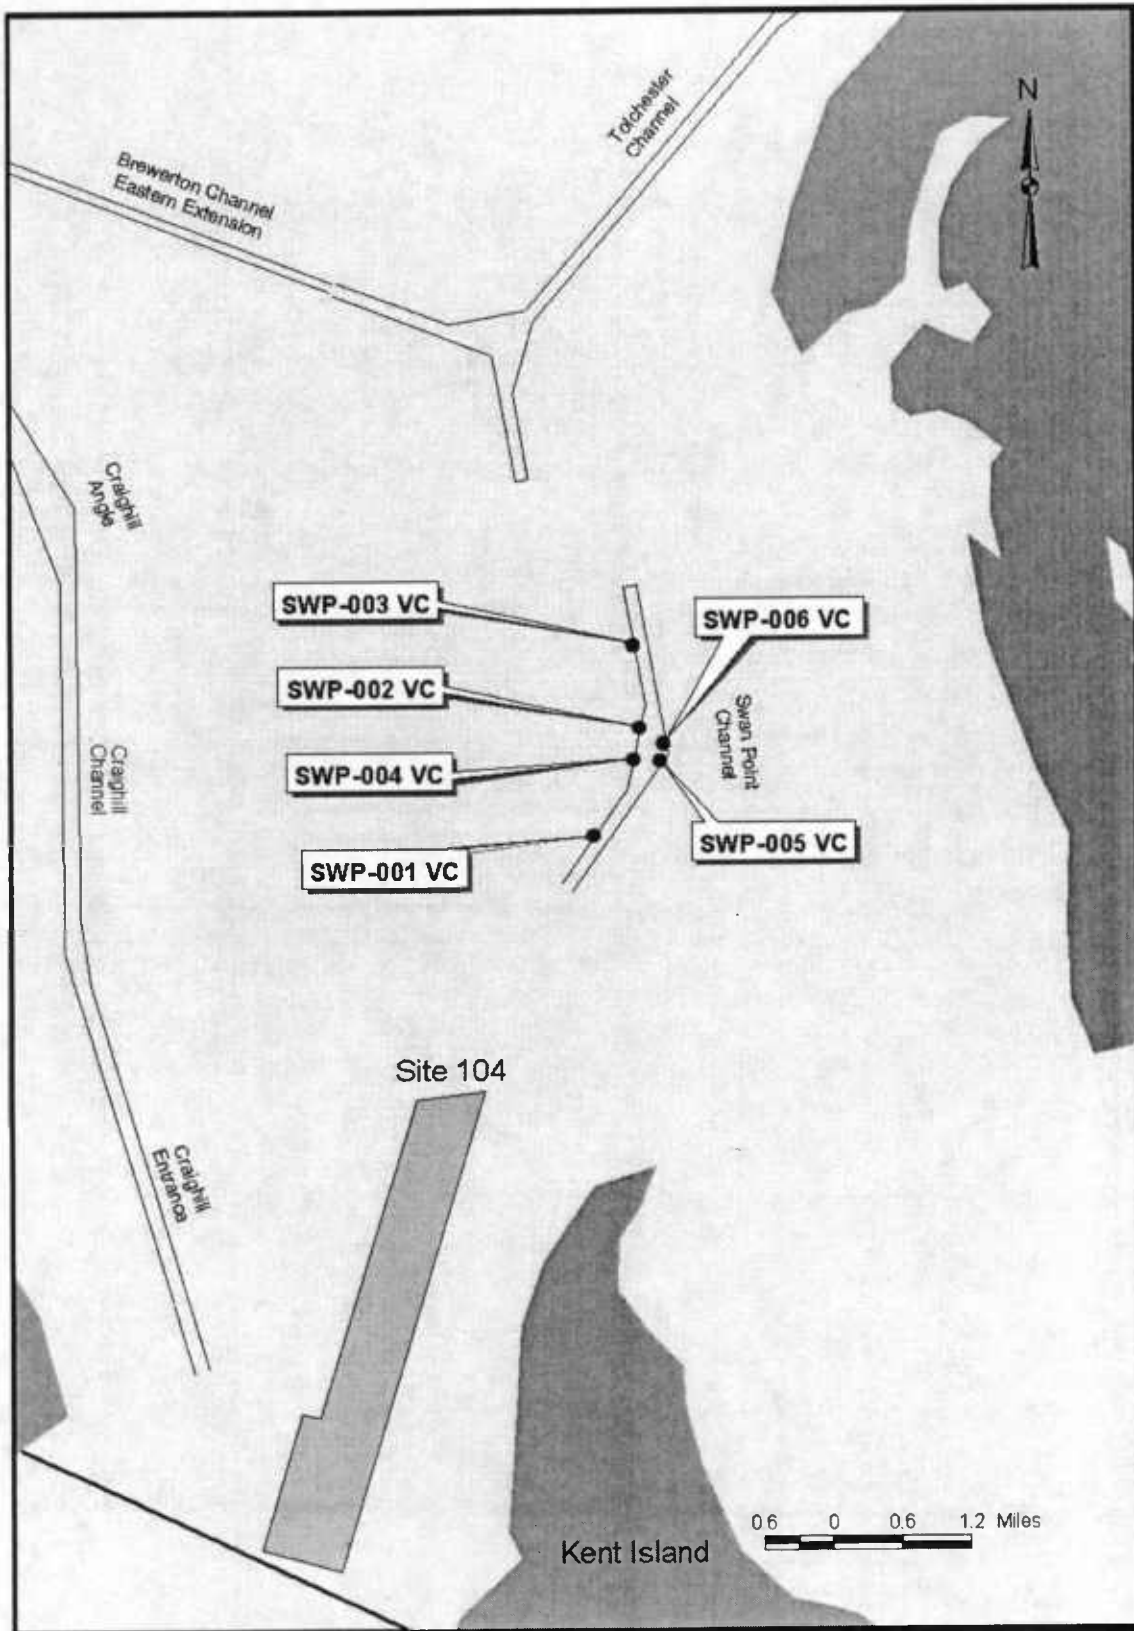 Tolchester
Channel
N
Brewerton Channel
Eastern Extension
Craighill
Angle
SWP-003 VC
SWP-006 VC
SWP-002 VC
Swan Point
Channel
SWP-004 VC
Craighill
Channel
SWP-005 VC
SWP-001 VC
Site 104
Craighill
Entrance
0.6 0 0.6 1.2 Miles
Kent Island